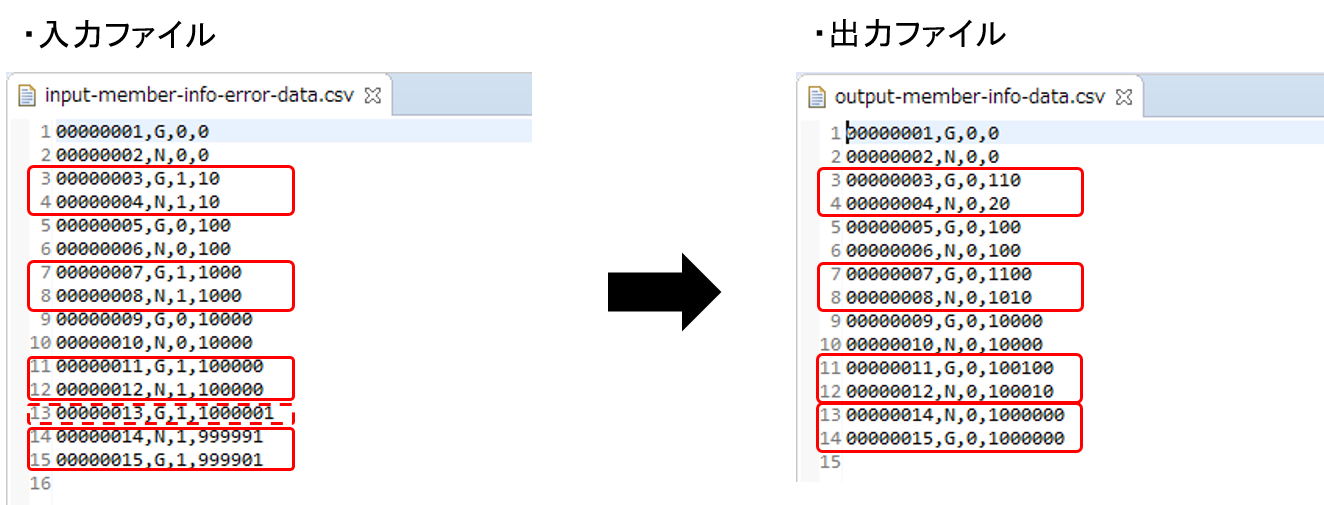 ・入力ファイル
input-member-info-error-data.csv
1 00000001,G,0,0
2 00000002,N,0,0
3 00000003,G,1,10
4 00000004,N,1,10
5 00000005,G,0,100
6 00000006,N,0,100
7 00000007,G,1,1000
8 00000008,N,1,1000
9 00000009,G,0,10000
10 00000010,N,0,10000
11 00000011,G,1,100000
12 00000012,N,1,100000
13 00000013,G,1,1000001
14 00000014,N,1,999991
15 00000015,G,1,999901
16
・出力ファイル
output-member-info-data.csv
1 00000001,G,0,0
2 00000002,N,0,0
3 00000003,G,0,110
4 00000004,N,0,20
5 00000005,G,0,100
6 00000006,N,0,100
7 00000007,G,0,1100
8 00000008,N,0,1010
9 00000009,G,0,10000
10 00000010,N,0,10000
11 00000011,G,0,100100
12 00000012,N,0,100010
13 00000014,N,0,1000000
14 00000015,G,0,1000000
15